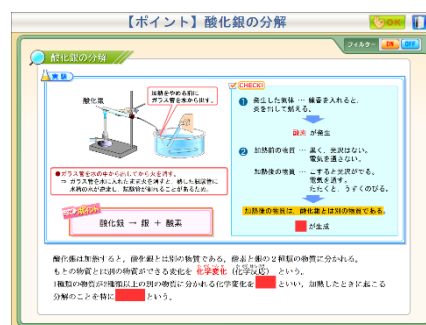 【ポイント】酸化銀の分解
OK
フィルター ON OFF
酸化銀の分解
実験
酸化銀
加熱をやめる前に
ガラス管を水から出す。
●ガラス管を水の中から出してから火を消す。
⇒ ガラス管を水に入れたまま火を消すと、熱した試験管に
水槽の水が逆流し、試験管が割れることがあるため。
ポイント
酸化銀 → 銀 + 酸素
CHECK!
❶ 発生した気体 … 線香を入れると、
炎を出して燃える。
酸素 が発生
❷ 加熱前の物質 … 黒く、光沢はない。
電気を通さない。
加熱後の物質 … こすると光沢がでる。
電気を通す。
たたくと、うすくのびる。
加熱後の物質は、酸化銀とは別の物質である。
が生成
酸化銀は加熱すると、酸化銀とは別の物質である、酸素と銀の2種類の物質に分かれる。
もとの物質とは別の物質ができる変化を 化学変化（化学反応）という。
1種類の物質が2種類以上の別の物質に分かれる化学変化を といい、加熱したときに起こる
分解のことを特に という。